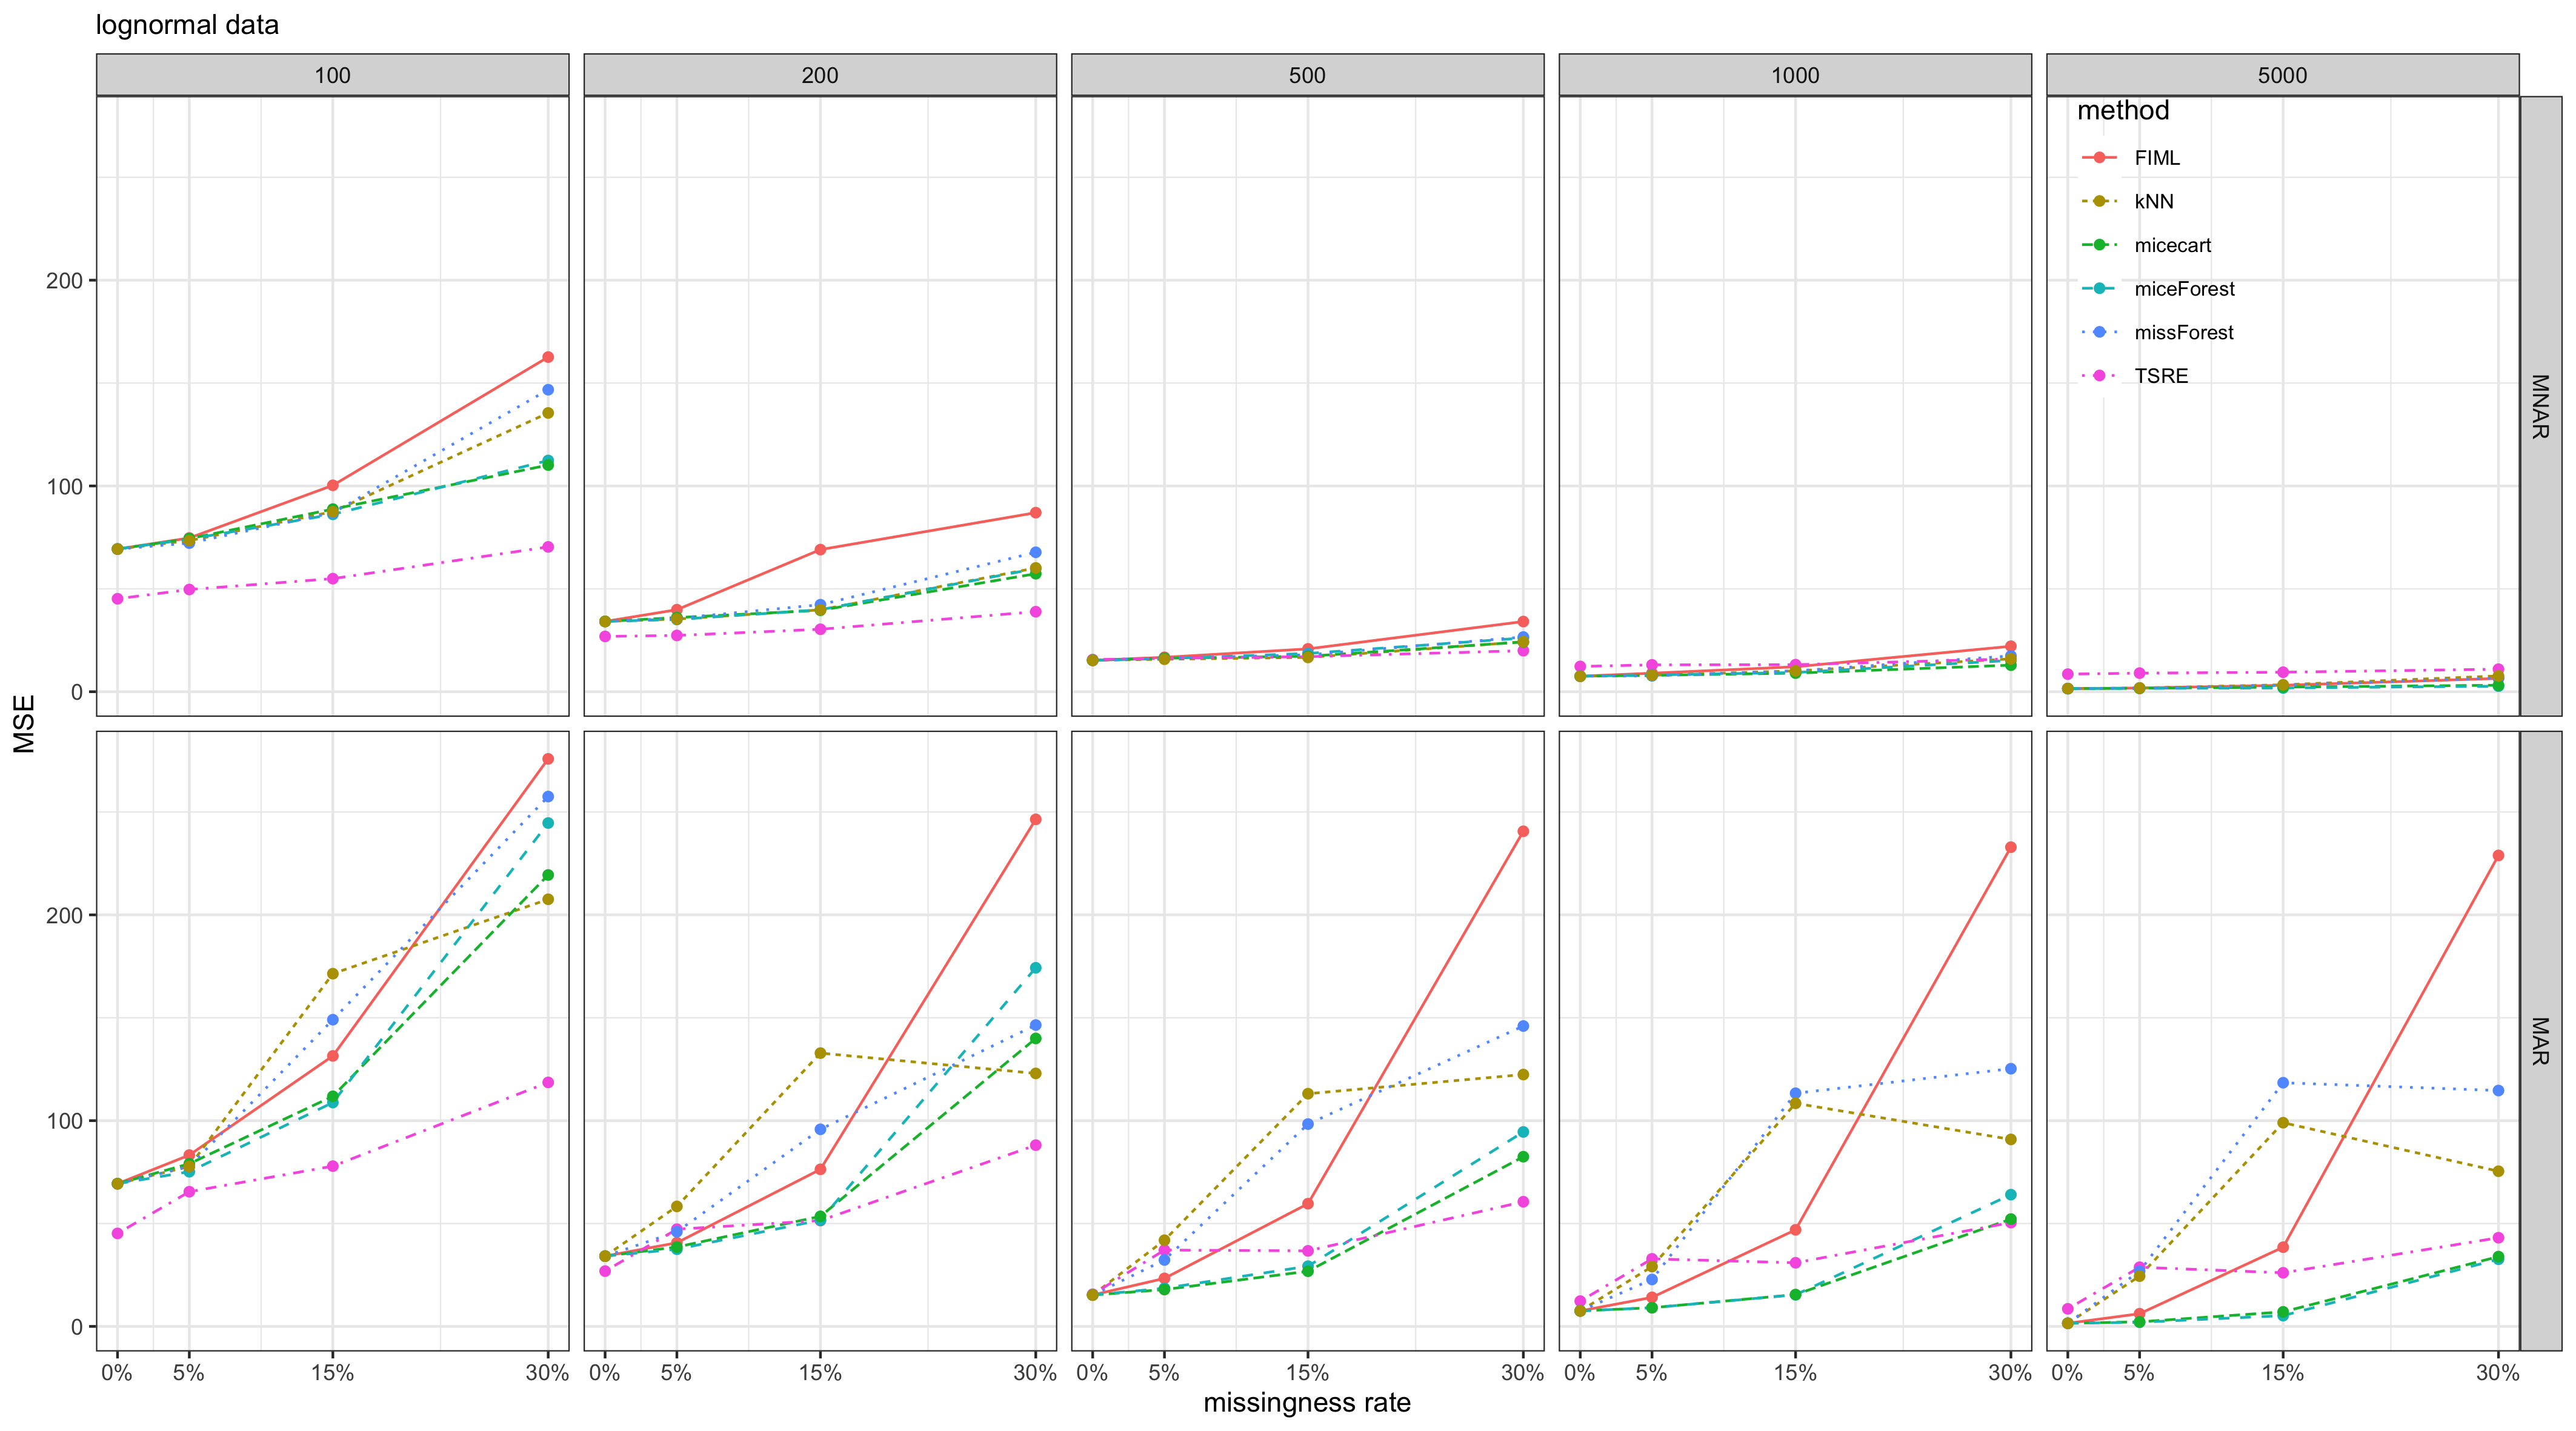 lognormal data
100 200 500 1000 5000
method
FIML
kNN
micecart
miceForest
missForest
TSRE
MNAR
200
100
0
MSE
MAR
200
100
0
0% 5% 15% 30% 0% 5% 15% 30% 0% 5% 15% 30% 0% 5% 15% 30% 0% 5% 15% 30%
missingness rate